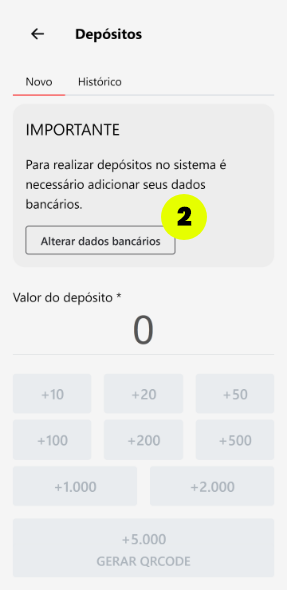 Depósitos
Novo Histórico
IMPORTANTE
Para realizar depósitos no sistema é
necessário adicionar seus dados
bancários.
2
Alterar dados bancários
Valor do depósito *
0
+10 +20 +50
+100 +200 +500
+1.000 +2.000
+5.000
GERAR QRCODE